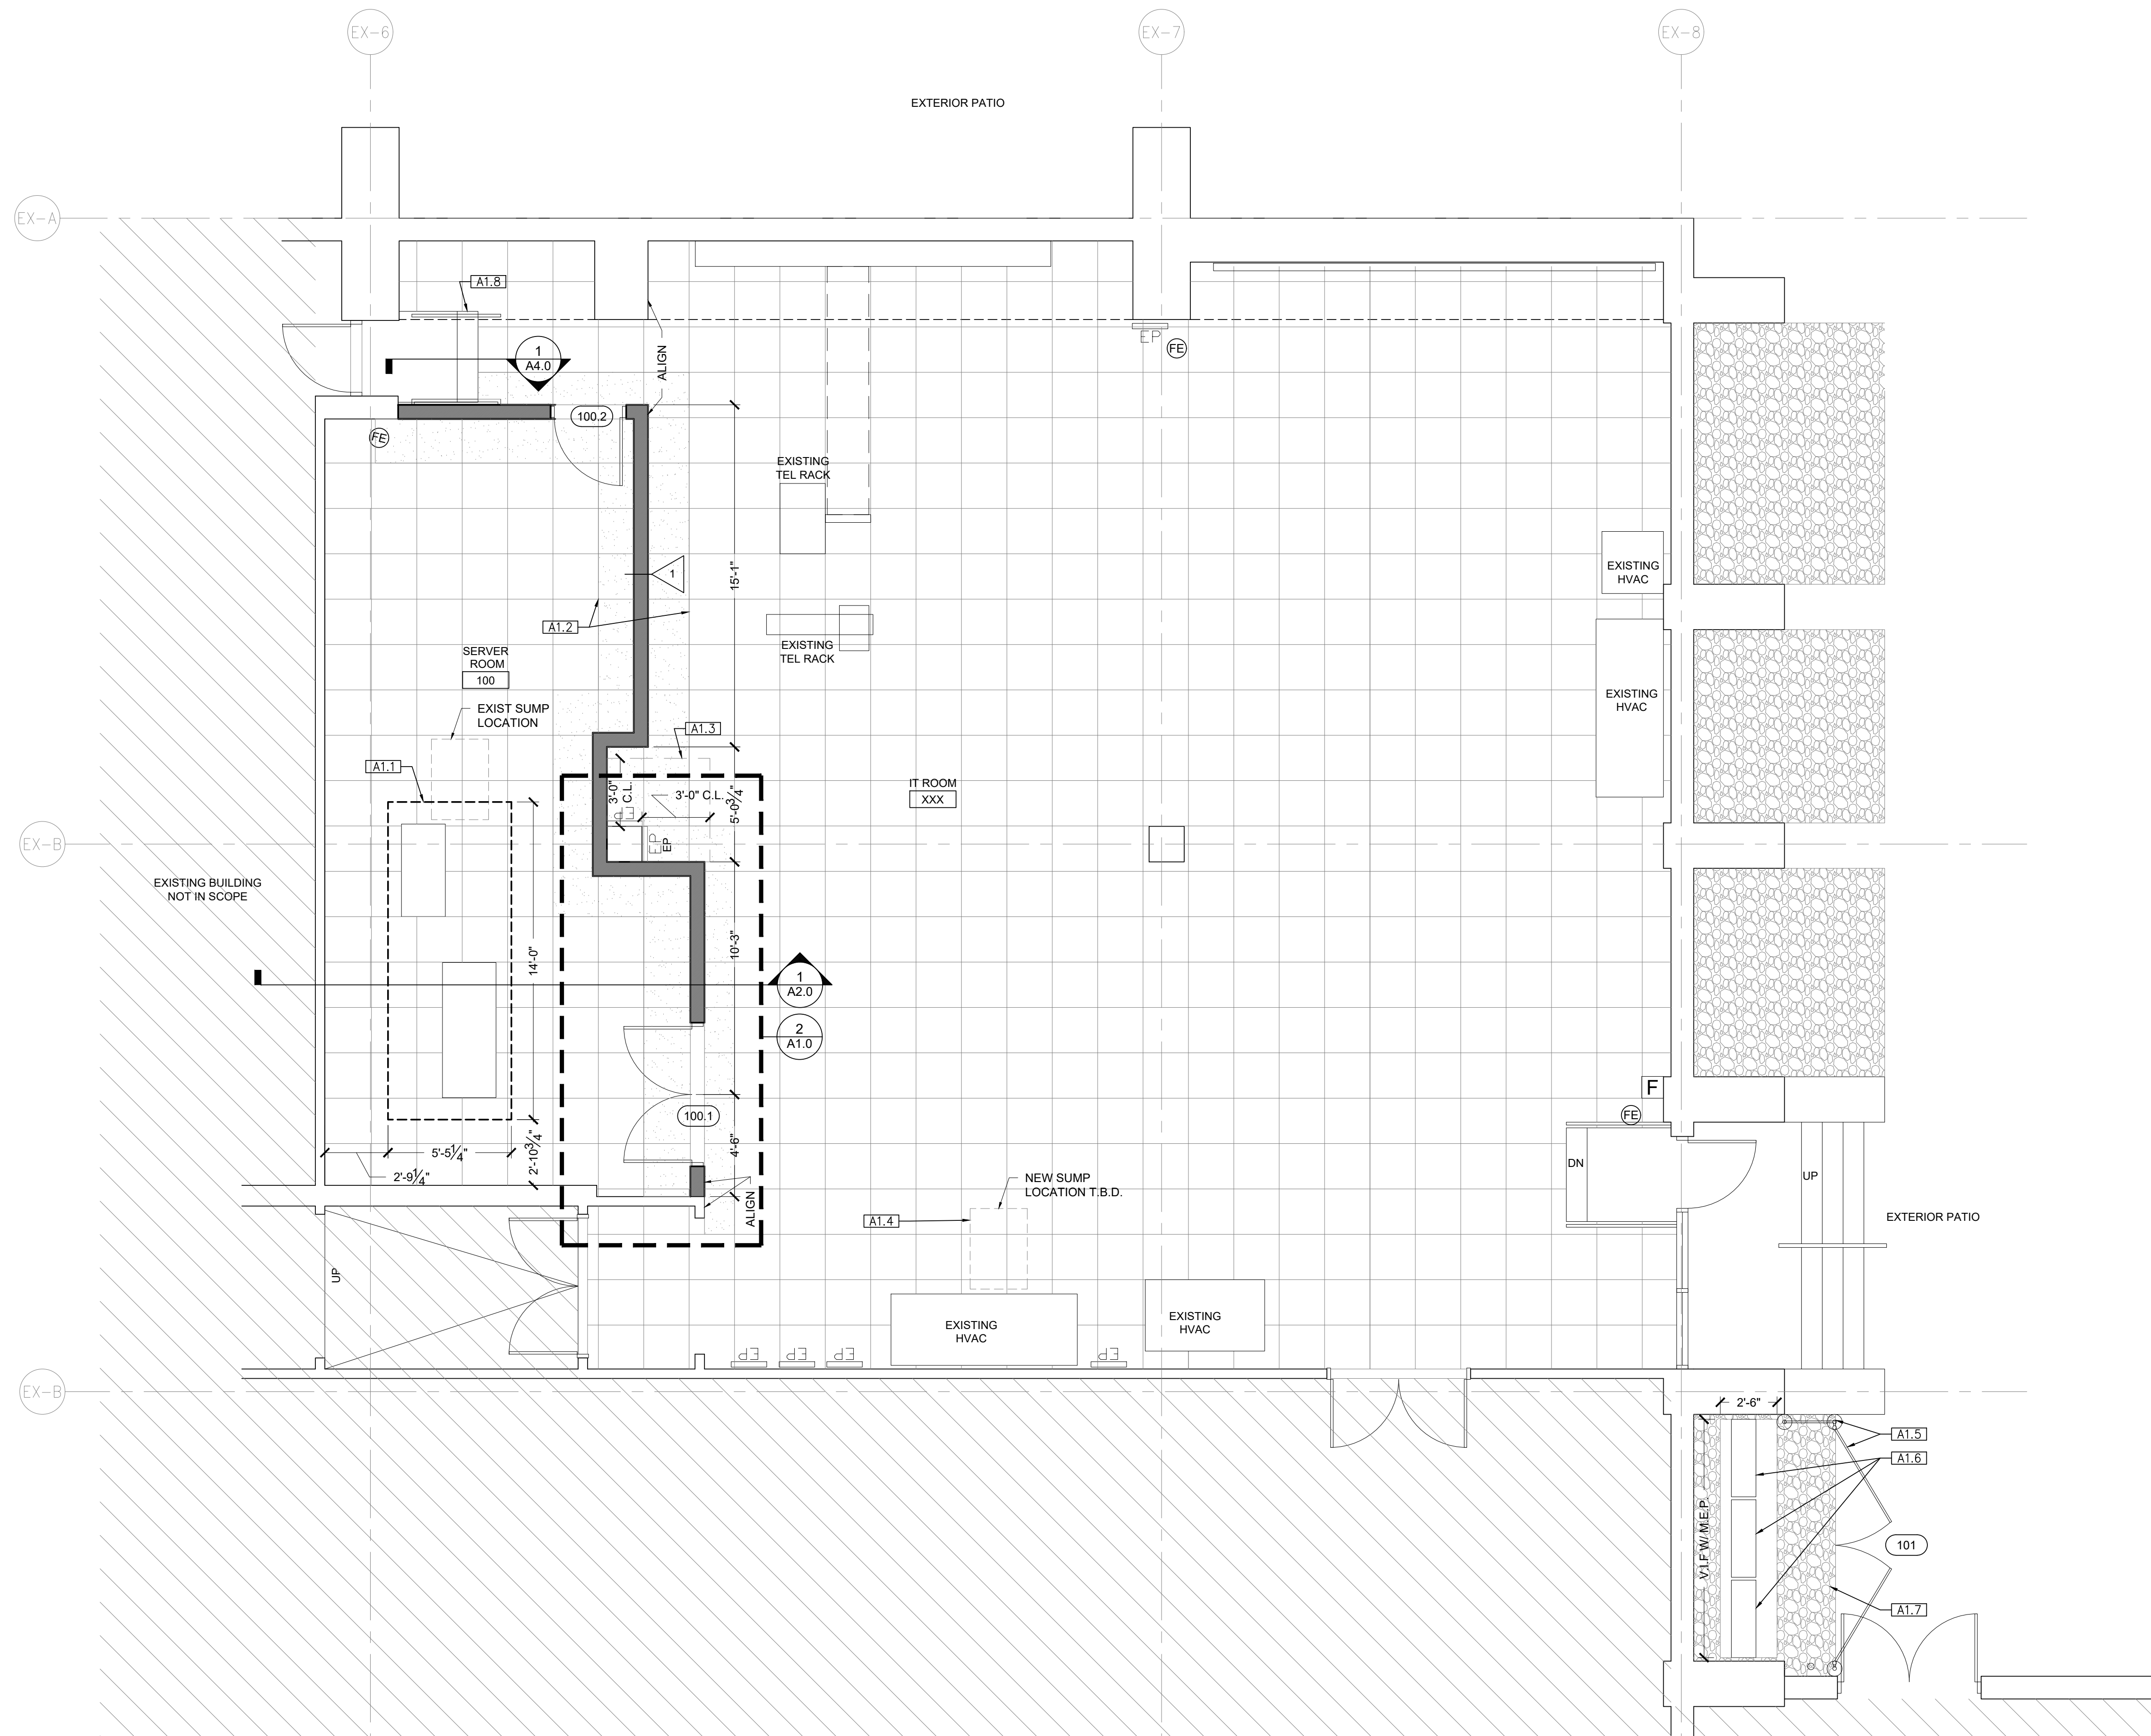 EX-6
EX-7
EX-8
EXTERIOR PATIO
EX-A
A1.8
1
A4.0
ALIGN
EP
FE
100.2
FE
EXISTING
TEL RACK
15'-1"
1
A1.2
EXISTING
TEL RACK
EXISTING
HVAC
EXISTING
HVAC
SERVER
ROOM
100
EXIST SUMP
LOCATION
A1.3
A1.1
3'-0"
C.L.
3'-0" C.L.
5'-0 3/4"
EP
EP
EP
IT ROOM
XXX
EX-B
EXISTING BUILDING
NOT IN SCOPE
14'-0"
10'-3"
1
A2.0
2
A1.0
F
FE
100.1
4'-6"
5'-5 1/4"
2'-9 1/4"
2'-10 3/4"
ALIGN
NEW SUMP
LOCATION T.B.D.
A1.4
DN
UP
EXTERIOR PATIO
UP
EXISTING
HVAC
EXISTING
HVAC
EP
EP
EP
EP
EX-B
2'-6"
A1.5
A1.6
V.I.F W/ M.E.P.
101
A1.7